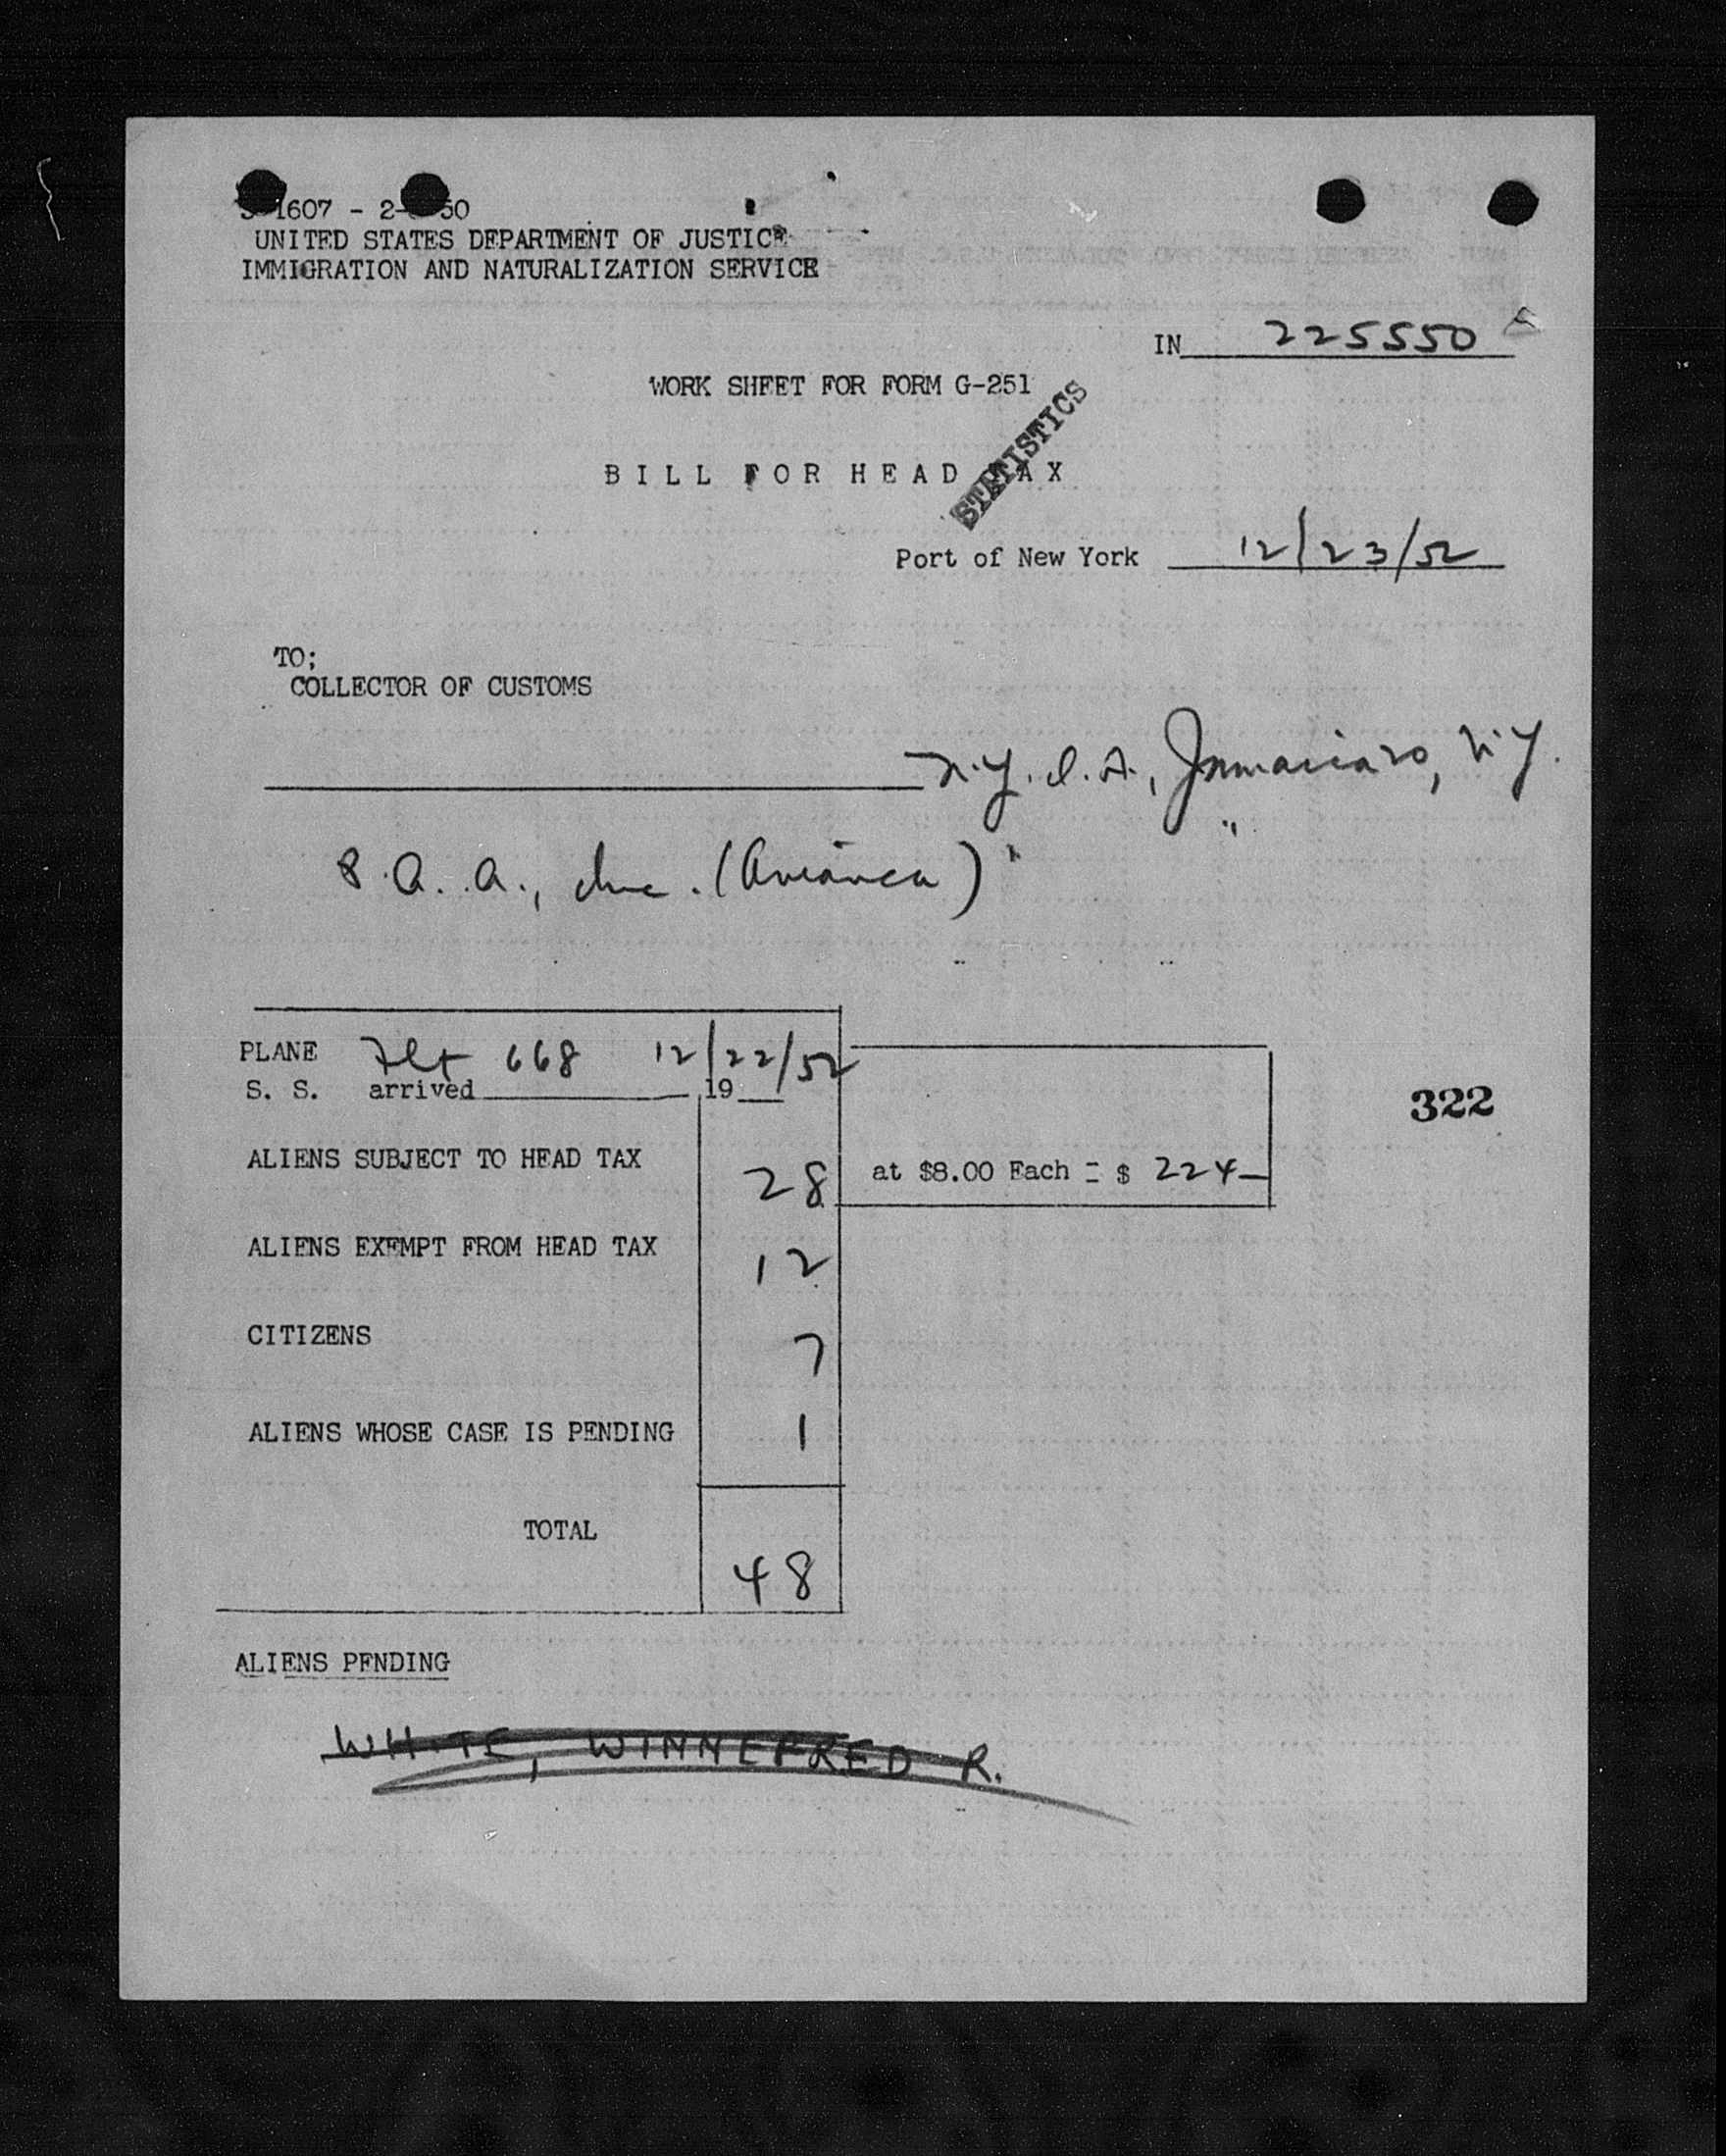 1607 - 2- 50
UNITED STATES DEPARTMENT OF JUSTICE
IMMIGRATION AND NATURALIZATION SERVICE
IN 225550
WORK SHEET FOR FORM G-251
STATISTICS
BILL FOR HEAD TAX
Port of New York 12/23/52
TO;
COLLECTOR OF CUSTOMS
N.Y.I.A., N.Y.
S.A.A., Inc. (Avianca)
PLANE Flt 668 12/22/52
S. S. arrived 19
322
ALIENS SUBJECT TO HEAD TAX 28 at $8.00 Each = $ 224-
ALIENS EXEMPT FROM HEAD TAX 12
CITIZENS 7
ALIENS WHOSE CASE IS PENDING 1
TOTAL 48
ALIENS PENDING
WHITE, WINNEFRED R.